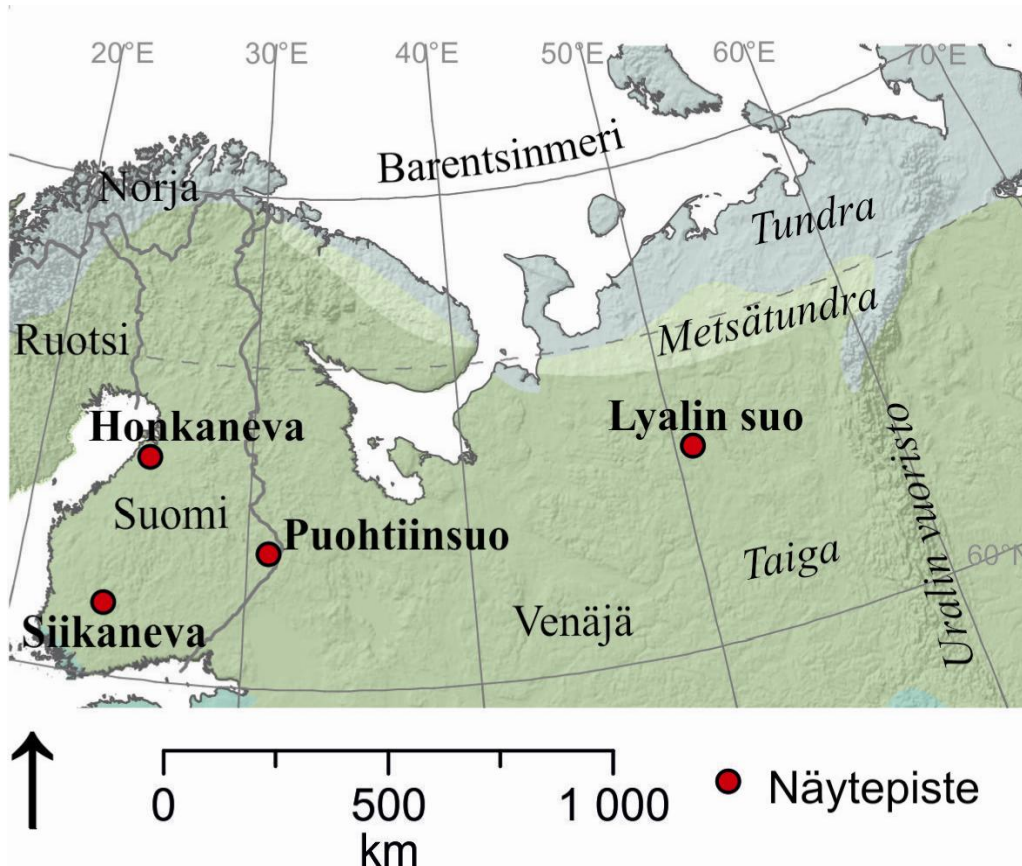 20°E
30°E
40°E
50°E
60°E
70°E
Barentsinmeri
Norja
Tundra
Metsätundra
Ruotsi
Honkaneva
Lyalin suo
Suomi
Puohtiinsuo
Uralin vuoristo
Taiga
60°N
Siikaneva
Venäjä
0
500
1 000
km
Näytepiste